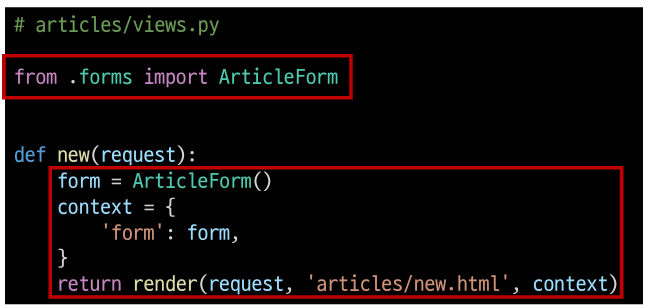 # articles/views.py
from .forms import ArticleForm
def new(request):
    form = ArticleForm()
    context = {
        'form': form,
    }
    return render(request, 'articles/new.html', context)